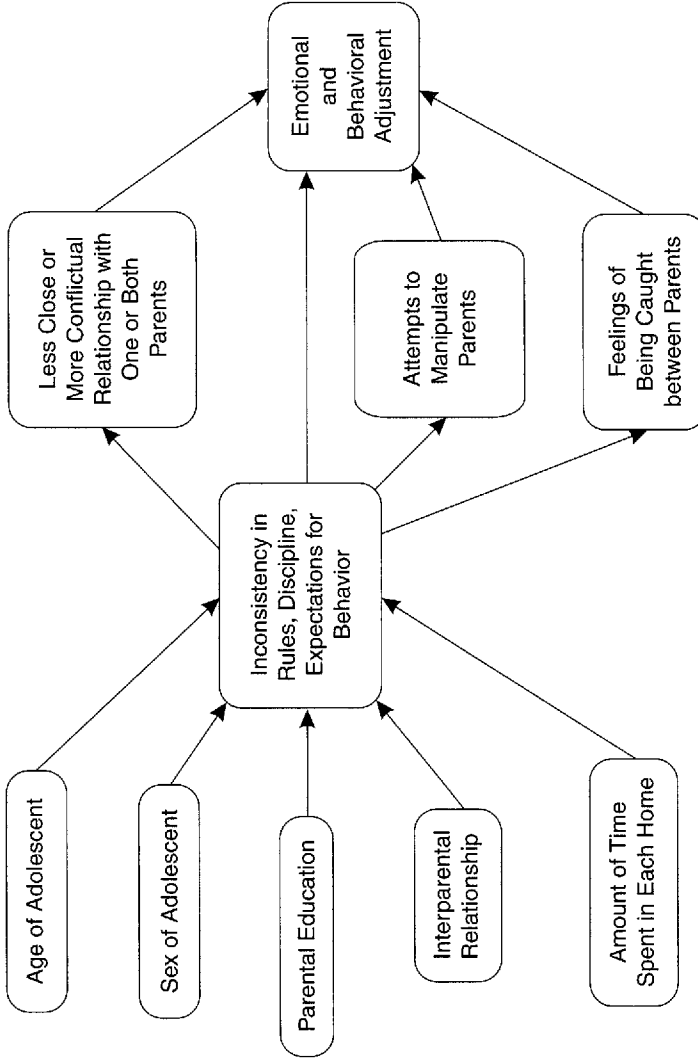 Age of Adolescent
Sex of Adolescent
Parental Education
Interparental
Relationship
Amount of Time
Spent in Each Home
Inconsistency in
Rules, Discipline,
Expectations for
Behavior
Less Close or
More Conflictual
Relationship with
One or Both
Parents
Attempts to
Manipulate
Parents
Feelings of
Being Caught
between Parents
Emotional
and
Behavioral
Adjustment